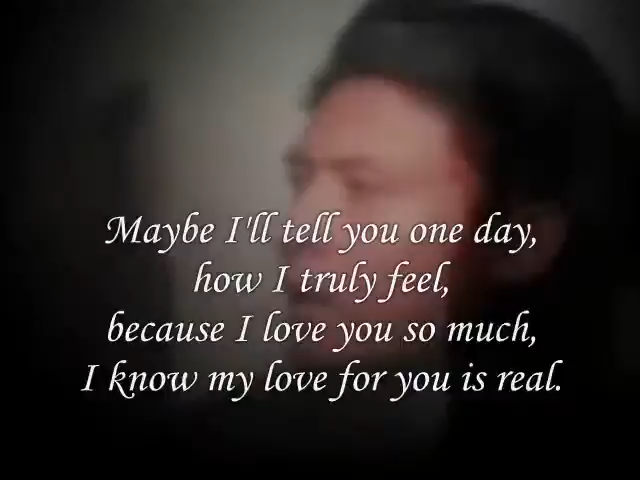 Maybe I'll tell you one day,
how I truly feel,
because I love you so much,
I know my love for you is real.